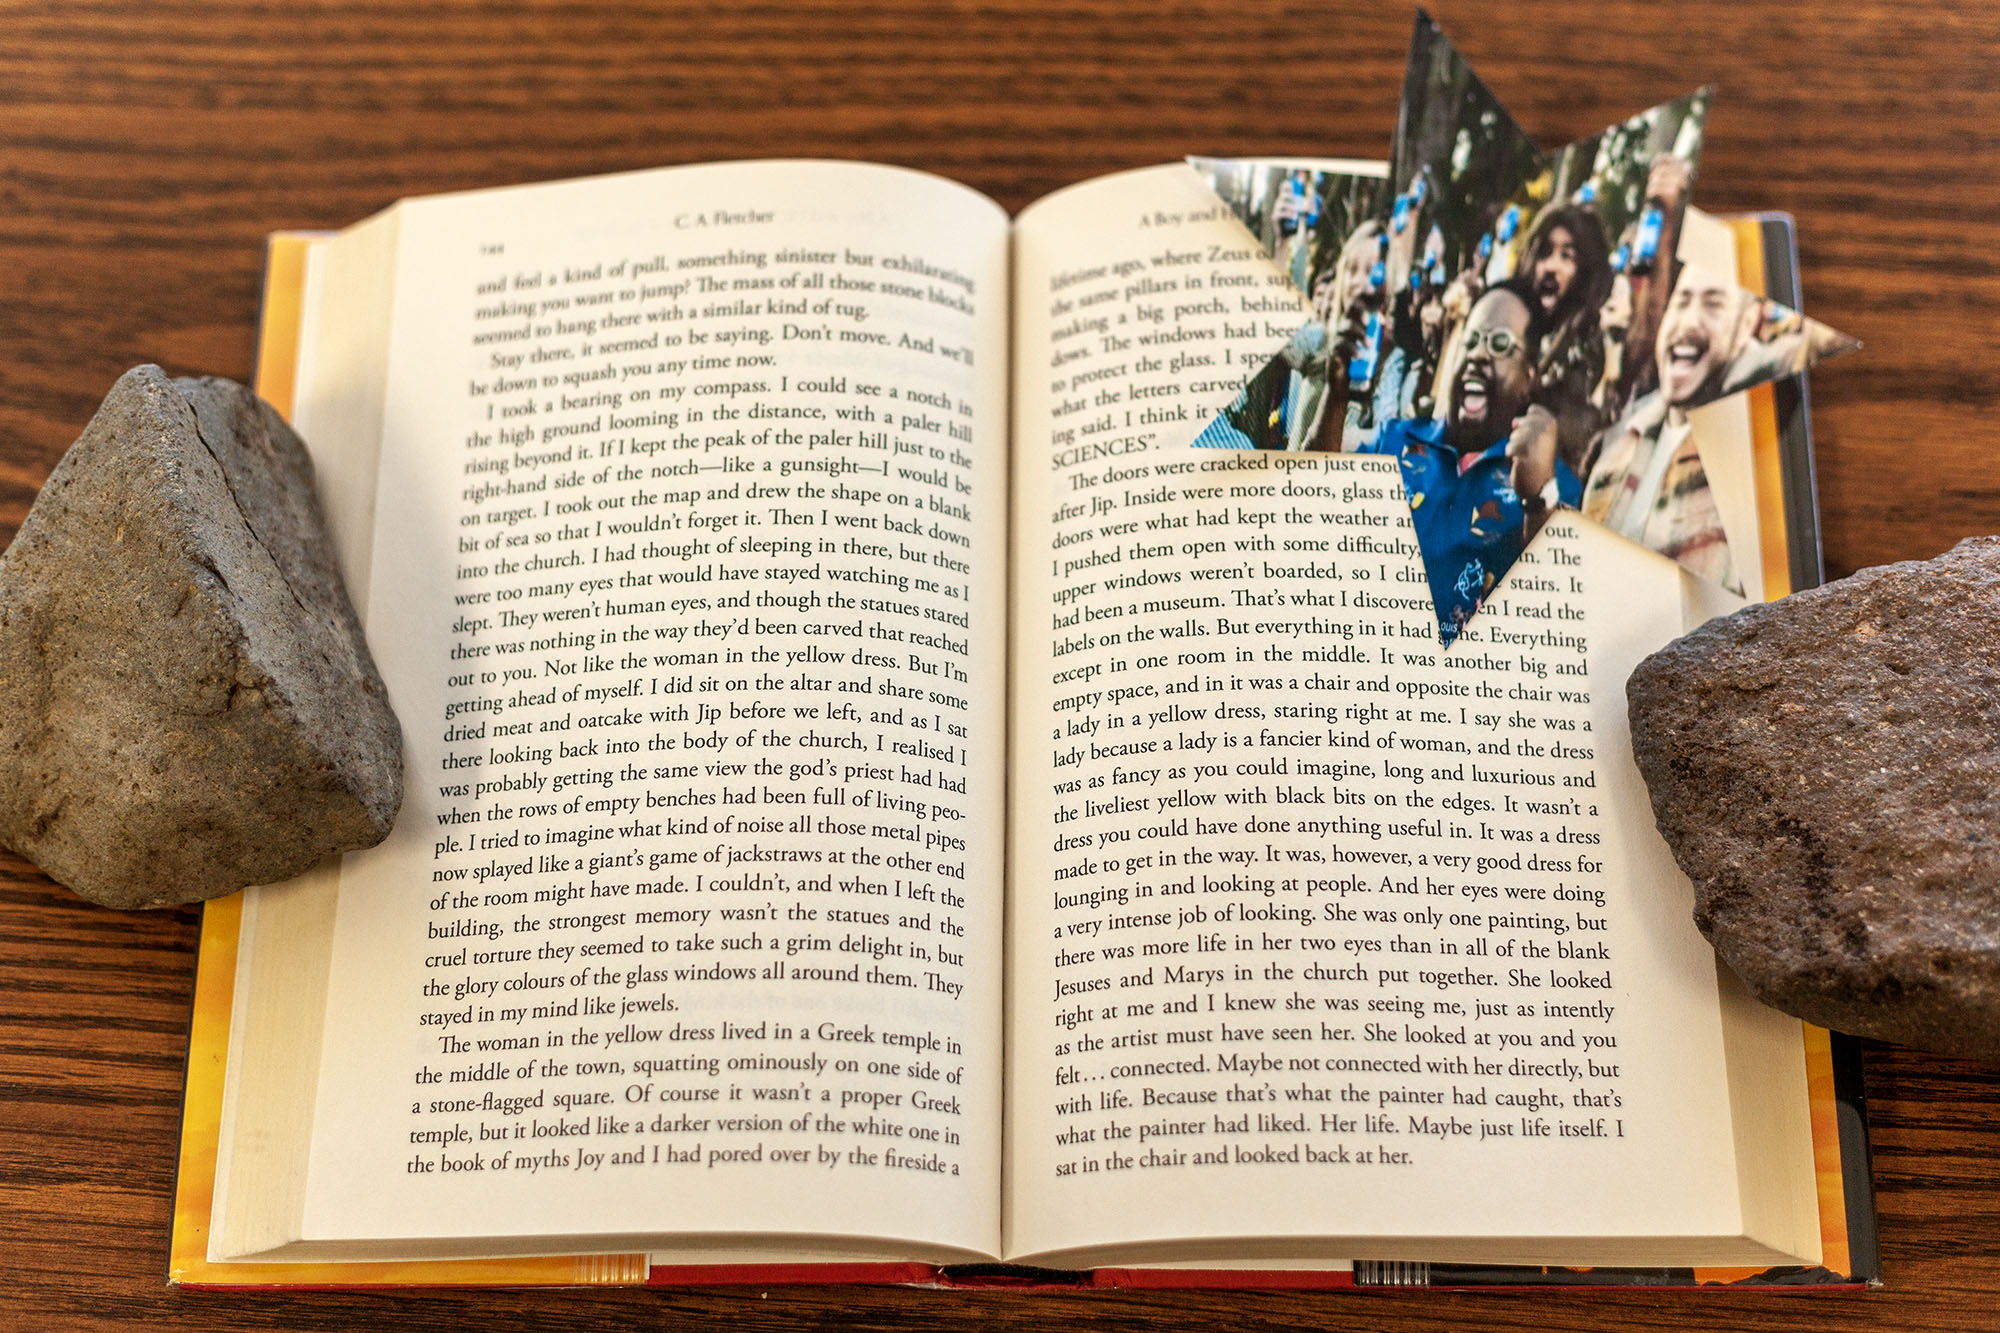 C. A. Fletcher
and feel a kind of pull, something sinister but exhilarating
making you want to jump? The mass of all those stone blocks
seemed to hang there with a similar kind of tug.
Stay there, it seemed to be saying. Don't move. And we'll
be down to squash you any time now.
I took a bearing on my compass. I could see a notch in
the high ground looming in the distance, with a paler hill
rising beyond it. If I kept the peak of the paler hill just to the
right-hand side of the notch—like a gunsight—I would be
on target. I took out the map and drew the shape on a blank
bit of sea so that I wouldn't forget it. Then I went back down
into the church. I had thought of sleeping in there, but there
were too many eyes that would have stayed watching me as I
slept. They weren't human eyes, and though the statues stared
there was nothing in the way they'd been carved that reached
out to you. Not like the woman in the yellow dress. But I'm
getting ahead of myself. I did sit on the altar and share some
dried meat and oatcake with Jip before we left, and as I sat
there looking back into the body of the church, I realised I
was probably getting the same view the god's priest had had
when the rows of empty benches had been full of living peo-
ple. I tried to imagine what kind of noise all those metal pipes
now splayed like a giant's game of jackstraws at the other end
of the room might have made. I couldn't, and when I left the
building, the strongest memory wasn't the statues and the
cruel torture they seemed to take such a grim delight in, but
the glory colours of the glass windows all around them. They
stayed in my mind like jewels.
The woman in the yellow dress lived in a Greek temple in
the middle of the town, squatting ominously on one side of
a stone-flagged square. Of course it wasn't a proper Greek
temple, but it looked like a darker version of the white one in
the book of myths Joy and I had pored over by the fireside a
A Boy and H
lifetime ago, where Zeus
the same pillars in front, sup
making a big porch, behind
dows. The windows had bee
to protect the glass. I spe
what the letters carved
ing said. I think it
SCIENCES".
The doors were cracked open just enou
after Jip. Inside were more doors, glass th
doors were what had kept the weather ar out.
I pushed them open with some difficulty, in. The
upper windows weren't boarded, so I clim stairs. It
had been a museum. That's what I discovere en I read the
labels on the walls. But everything in it had ne. Everything
except in one room in the middle. It was another big and
empty space, and in it was a chair and opposite the chair was
a lady in a yellow dress, staring right at me. I say she was a
lady because a lady is a fancier kind of woman, and the dress
was as fancy as you could imagine, long and luxurious and
the liveliest yellow with black bits on the edges. It wasn't a
dress you could have done anything useful in. It was a dress
made to get in the way. It was, however, a very good dress for
lounging in and looking at people. And her eyes were doing
a very intense job of looking. She was only one painting, but
there was more life in her two eyes than in all of the blank
Jesuses and Marys in the church put together. She looked
right at me and I knew she was seeing me, just as intently
as the artist must have seen her. She looked at you and you
felt… connected. Maybe not connected with her directly, but
with life. Because that's what the painter had caught, that's
what the painter had liked. Her life. Maybe just life itself. I
sat in the chair and looked back at her.